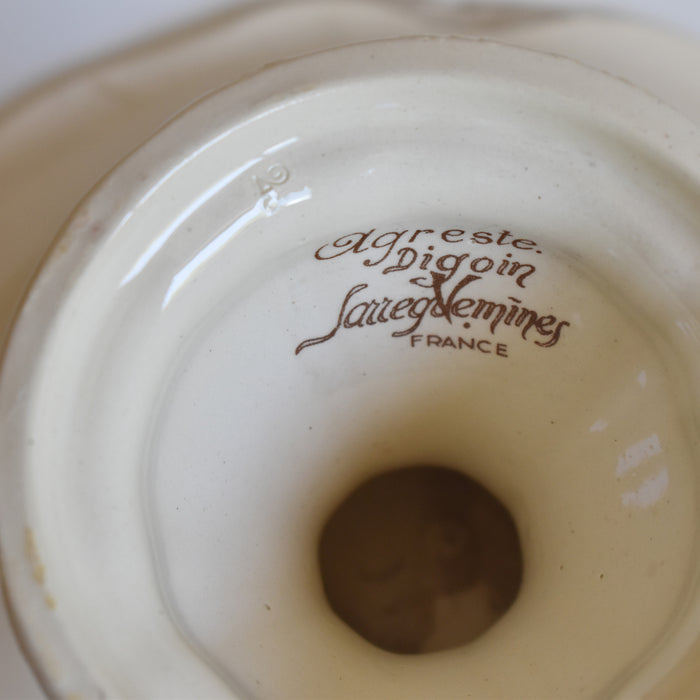 Agreste.
Digoin
Sarreguemines
FRANCE